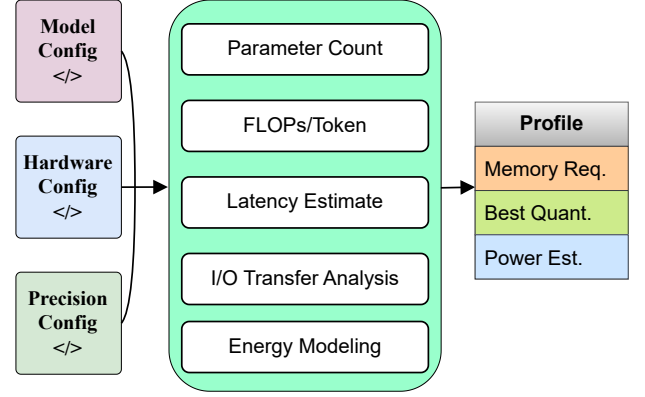 Model
Config
</>
Hardware
Config
</>
Precision
Config
</>
Parameter Count
FLOPs/Token
Latency Estimate
I/O Transfer Analysis
Energy Modeling
Profile
Memory Req.
Best Quant.
Power Est.